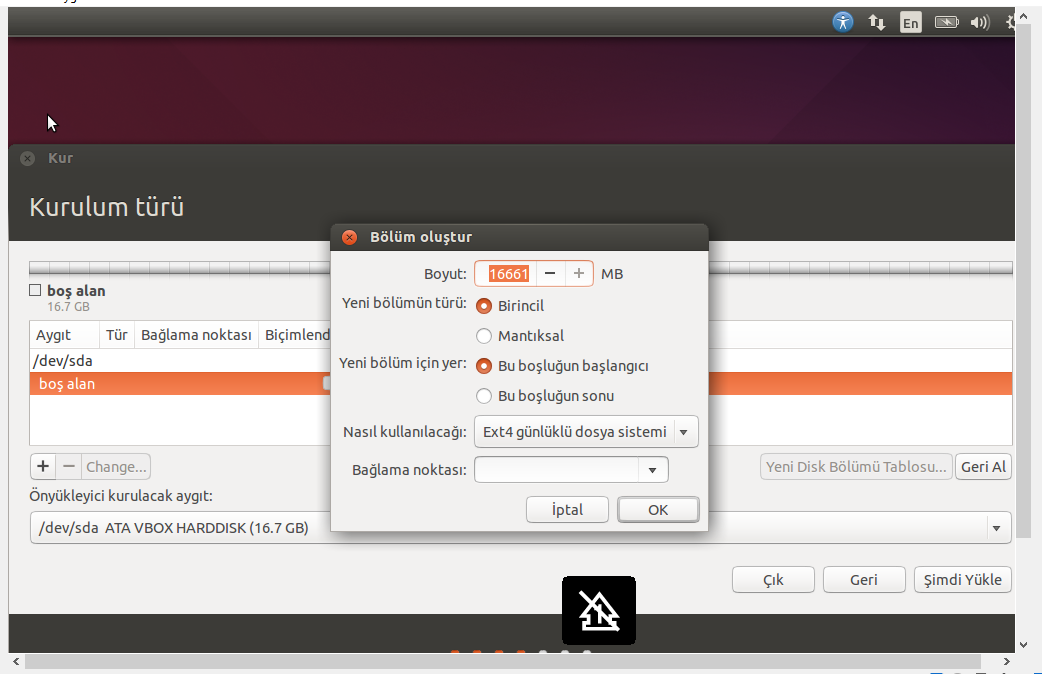 En
Kur
Kurulum türü
Bölüm oluştur
Boyut: 16661 MB
Yeni bölümün türü: Birincil
Mantıksal
Yeni bölüm için yer: Bu boşluğun başlangıcı
Bu boşluğun sonu
Nasıl kullanılacağı: Ext4 günlüklü dosya sistemi
Bağlama noktası:
İptal OK
boş alan
16.7 GB
Aygıt Tür Bağlama noktası Biçimlend
/dev/sda
boş alan
+ − Change... Yeni Disk Bölümü Tablosu... Geri Al
Önyükleyici kurulacak aygıt:
/dev/sda ATA VBOX HARDDISK (16.7 GB)
Çık Geri Şimdi Yükle